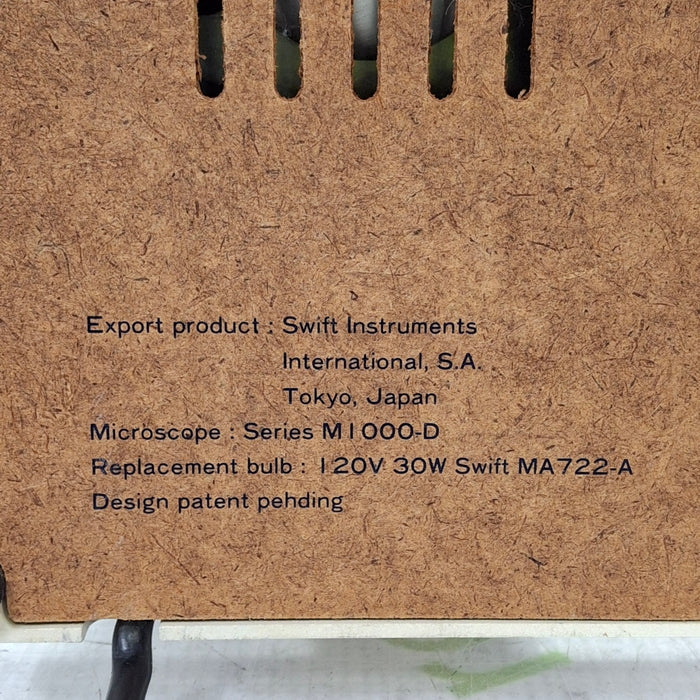 Export product : Swift Instruments
International, S.A.
Tokyo, Japan
Microscope : Series M1000-D
Replacement bulb : 120V 30W Swift MA722-A
Design patent pehding